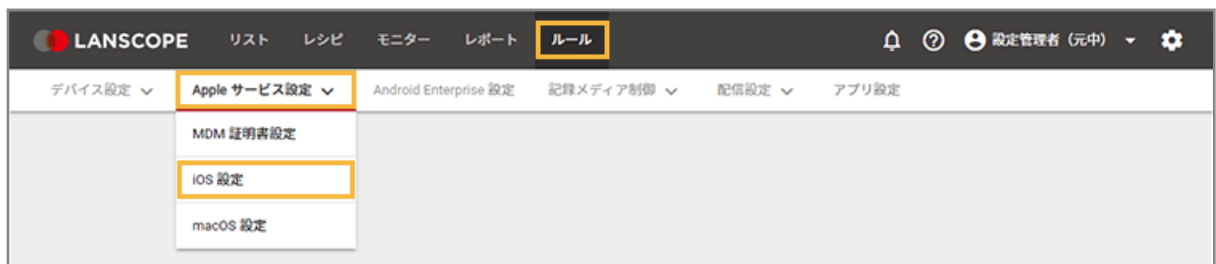 LANSCOPE リスト レシピ モニター レポート ルール 設定管理者 (元中)
デバイス設定 Apple サービス設定 Android Enterprise 設定 記録メディア制御 配信設定 アプリ設定
MDM 証明書設定
iOS 設定
macOS 設定